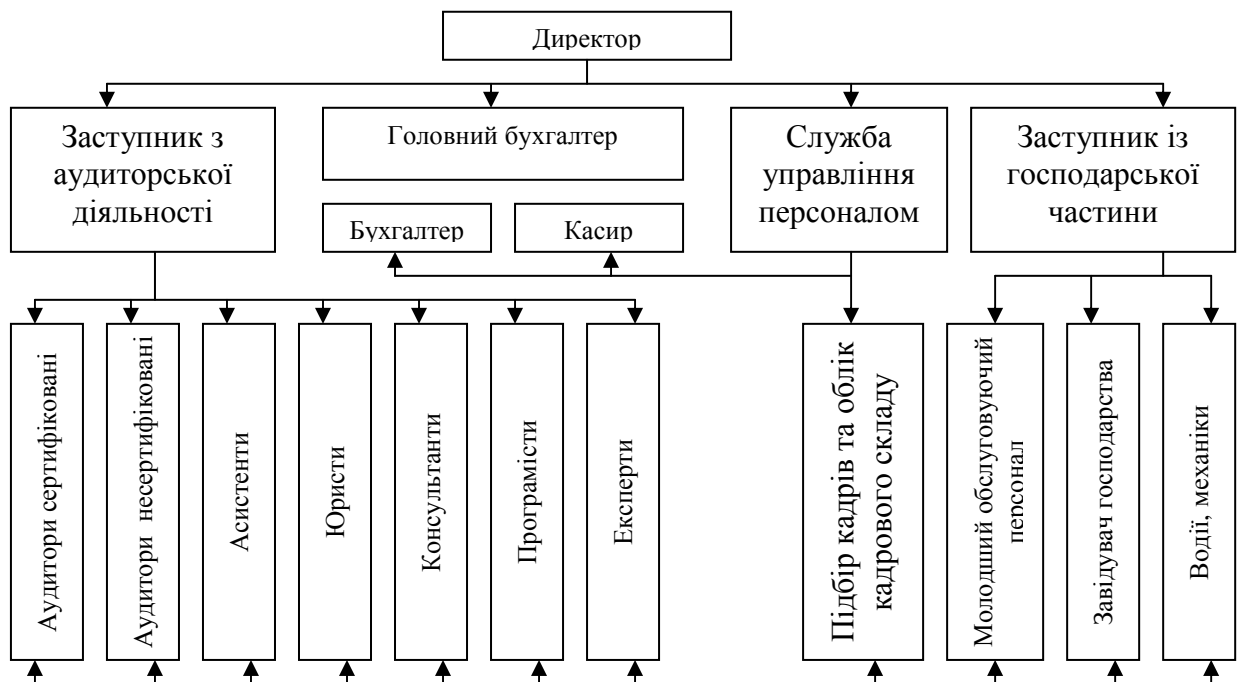 Директор
Заступник з
аудиторської
діяльності
Головний бухгалтер
Служба
управління
персоналом
Заступник із
господарської
частини
Бухгалтер
Касир
Аудитори сертифіковані
Аудитори несертифіковані
Асистенти
Юристи
Консультанти
Програмісти
Експерти
Підбір кадрів та облік
кадрового складу
Молодший обслуговуючий
персонал
Завідувач господарства
Водії, механіки